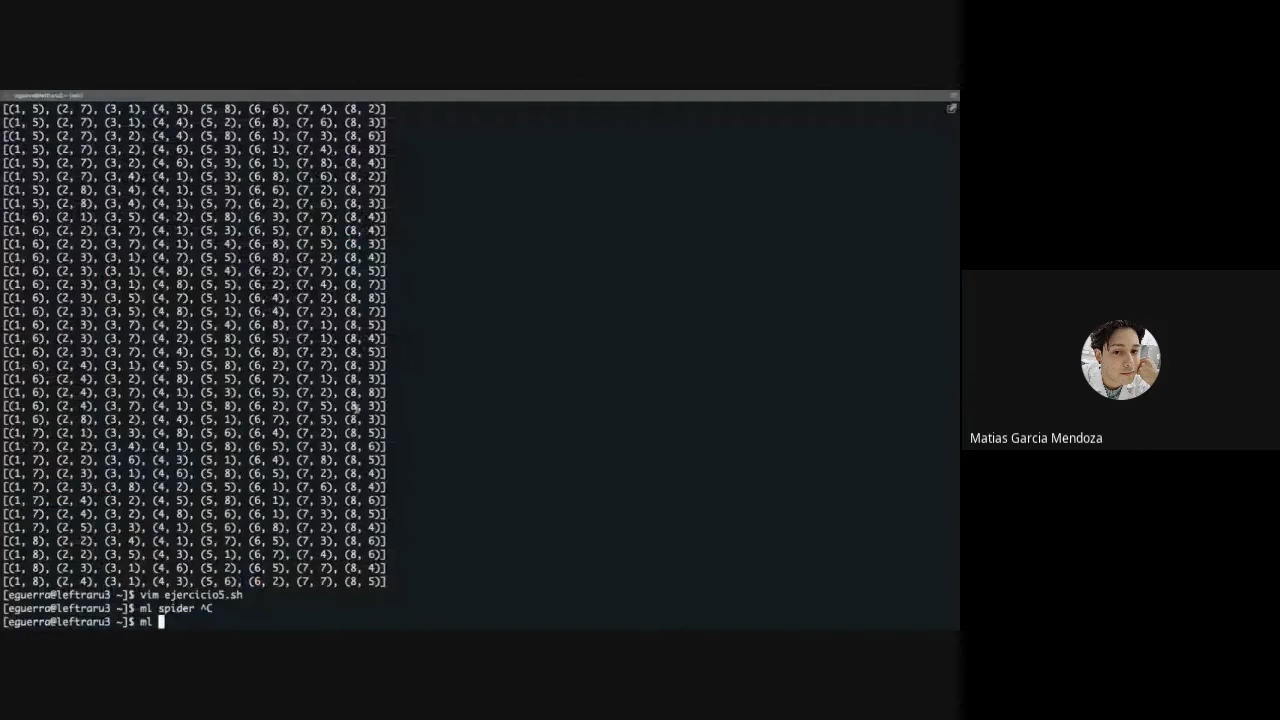 [(1, 5), (2, 7), (3, 1), (4, 3), (5, 8), (6, 6), (7, 4), (8, 2)]
[(1, 5), (2, 7), (3, 1), (4, 4), (5, 2), (6, 8), (7, 6), (8, 3)]
[(1, 5), (2, 7), (3, 2), (4, 4), (5, 8), (6, 1), (7, 3), (8, 6)]
[(1, 5), (2, 7), (3, 2), (4, 6), (5, 3), (6, 1), (7, 4), (8, 8)]
[(1, 5), (2, 7), (3, 2), (4, 6), (5, 3), (6, 1), (7, 8), (8, 4)]
[(1, 5), (2, 7), (3, 4), (4, 1), (5, 3), (6, 8), (7, 6), (8, 2)]
[(1, 5), (2, 8), (3, 4), (4, 1), (5, 3), (6, 6), (7, 2), (8, 7)]
[(1, 5), (2, 8), (3, 4), (4, 1), (5, 7), (6, 2), (7, 6), (8, 3)]
[(1, 6), (2, 1), (3, 5), (4, 2), (5, 8), (6, 3), (7, 7), (8, 4)]
[(1, 6), (2, 2), (3, 7), (4, 1), (5, 3), (6, 5), (7, 8), (8, 4)]
[(1, 6), (2, 2), (3, 7), (4, 1), (5, 4), (6, 8), (7, 5), (8, 3)]
[(1, 6), (2, 3), (3, 1), (4, 7), (5, 5), (6, 8), (7, 2), (8, 4)]
[(1, 6), (2, 3), (3, 1), (4, 8), (5, 4), (6, 2), (7, 7), (8, 5)]
[(1, 6), (2, 3), (3, 1), (4, 8), (5, 5), (6, 2), (7, 4), (8, 7)]
[(1, 6), (2, 3), (3, 5), (4, 7), (5, 1), (6, 4), (7, 2), (8, 8)]
[(1, 6), (2, 3), (3, 5), (4, 8), (5, 1), (6, 4), (7, 2), (8, 7)]
[(1, 6), (2, 3), (3, 7), (4, 2), (5, 4), (6, 8), (7, 1), (8, 5)]
[(1, 6), (2, 3), (3, 7), (4, 2), (5, 8), (6, 5), (7, 1), (8, 4)]
[(1, 6), (2, 3), (3, 7), (4, 4), (5, 1), (6, 8), (7, 2), (8, 5)]
[(1, 6), (2, 4), (3, 1), (4, 5), (5, 8), (6, 2), (7, 7), (8, 3)]
[(1, 6), (2, 4), (3, 2), (4, 8), (5, 5), (6, 7), (7, 1), (8, 3)]
[(1, 6), (2, 4), (3, 7), (4, 1), (5, 3), (6, 5), (7, 2), (8, 8)]
[(1, 6), (2, 4), (3, 7), (4, 1), (5, 8), (6, 2), (7, 5), (8, 3)]
[(1, 6), (2, 8), (3, 2), (4, 4), (5, 1), (6, 7), (7, 5), (8, 3)]
[(1, 7), (2, 1), (3, 3), (4, 8), (5, 6), (6, 4), (7, 2), (8, 5)]
[(1, 7), (2, 2), (3, 4), (4, 1), (5, 8), (6, 5), (7, 3), (8, 6)]
[(1, 7), (2, 2), (3, 6), (4, 3), (5, 1), (6, 4), (7, 8), (8, 5)]
[(1, 7), (2, 3), (3, 1), (4, 6), (5, 8), (6, 5), (7, 2), (8, 4)]
[(1, 7), (2, 3), (3, 8), (4, 2), (5, 5), (6, 1), (7, 6), (8, 4)]
[(1, 7), (2, 4), (3, 2), (4, 5), (5, 8), (6, 1), (7, 3), (8, 6)]
[(1, 7), (2, 4), (3, 2), (4, 8), (5, 6), (6, 1), (7, 3), (8, 5)]
[(1, 7), (2, 5), (3, 3), (4, 1), (5, 6), (6, 8), (7, 2), (8, 4)]
[(1, 8), (2, 2), (3, 4), (4, 1), (5, 7), (6, 5), (7, 3), (8, 6)]
[(1, 8), (2, 2), (3, 5), (4, 3), (5, 1), (6, 7), (7, 4), (8, 6)]
[(1, 8), (2, 3), (3, 1), (4, 6), (5, 2), (6, 5), (7, 7), (8, 4)]
[(1, 8), (2, 4), (3, 1), (4, 3), (5, 6), (6, 2), (7, 7), (8, 5)]
[eguerra@leftraru3 ~]$ vim ejercicio5.sh
[eguerra@leftraru3 ~]$ ml spider ^C
[eguerra@leftraru3 ~]$ ml
Matias Garcia Mendoza